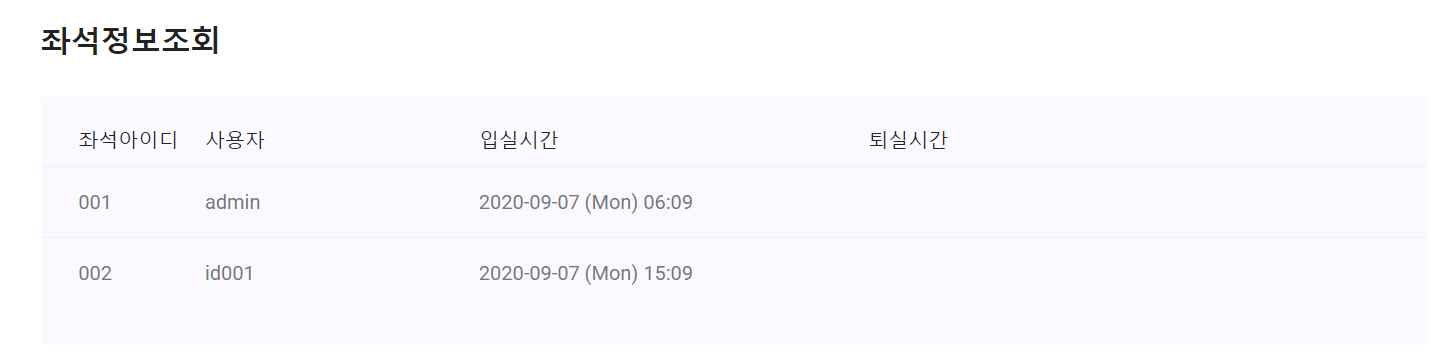 좌석정보조회
좌석아이디 사용자 입실시간 퇴실시간
001 admin 2020-09-07 (Mon) 06:09
002 id001 2020-09-07 (Mon) 15:09